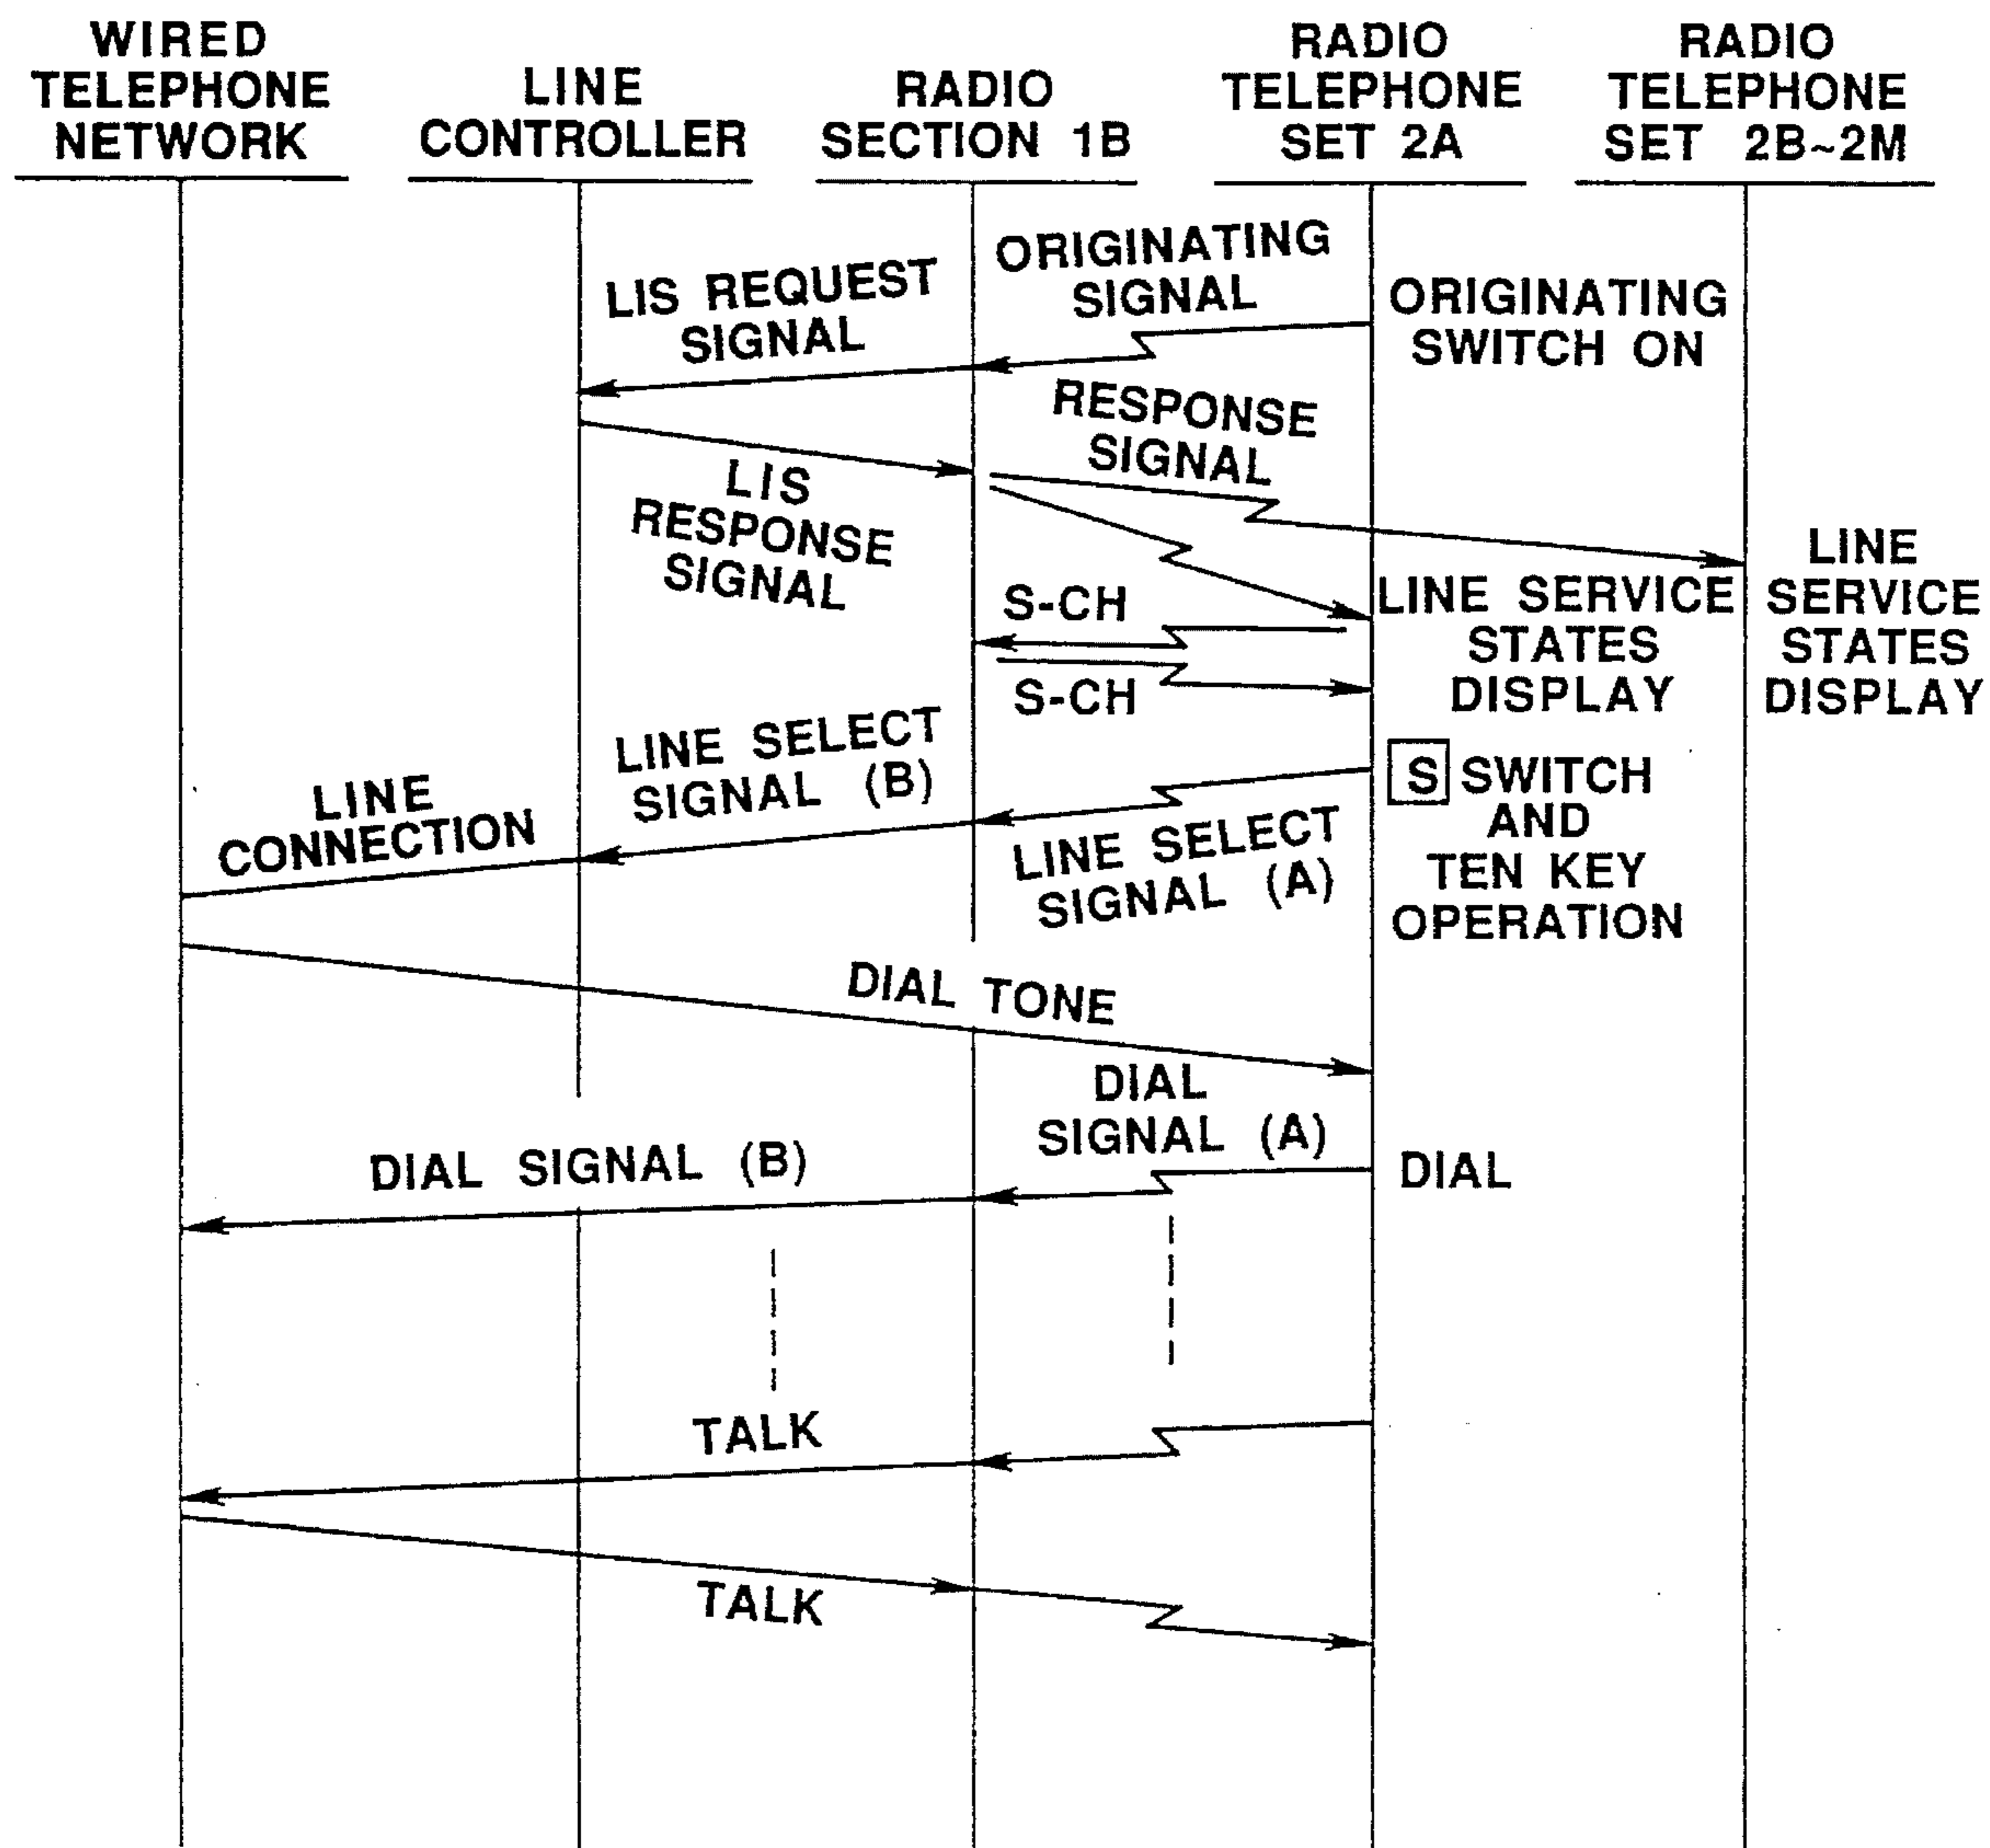 WIRED
TELEPHONE
NETWORK
LINE
CONTROLLER
RADIO
SECTION 1B
RADIO
TELEPHONE
SET 2A
RADIO
TELEPHONE
SET 2B~2M
ORIGINATING
SIGNAL
LIS REQUEST
SIGNAL
ORIGINATING
SWITCH ON
RESPONSE
SIGNAL
LIS
RESPONSE
SIGNAL
LINE
SERVICE
STATES
DISPLAY
LINE SERVICE
STATES
DISPLAY
S-CH
S-CH
LINE SELECT
SIGNAL (B)
LINE
CONNECTION
S SWITCH
AND
TEN KEY
OPERATION
LINE SELECT
SIGNAL (A)
DIAL TONE
DIAL
SIGNAL (A)
DIAL SIGNAL (B)
DIAL
TALK
TALK